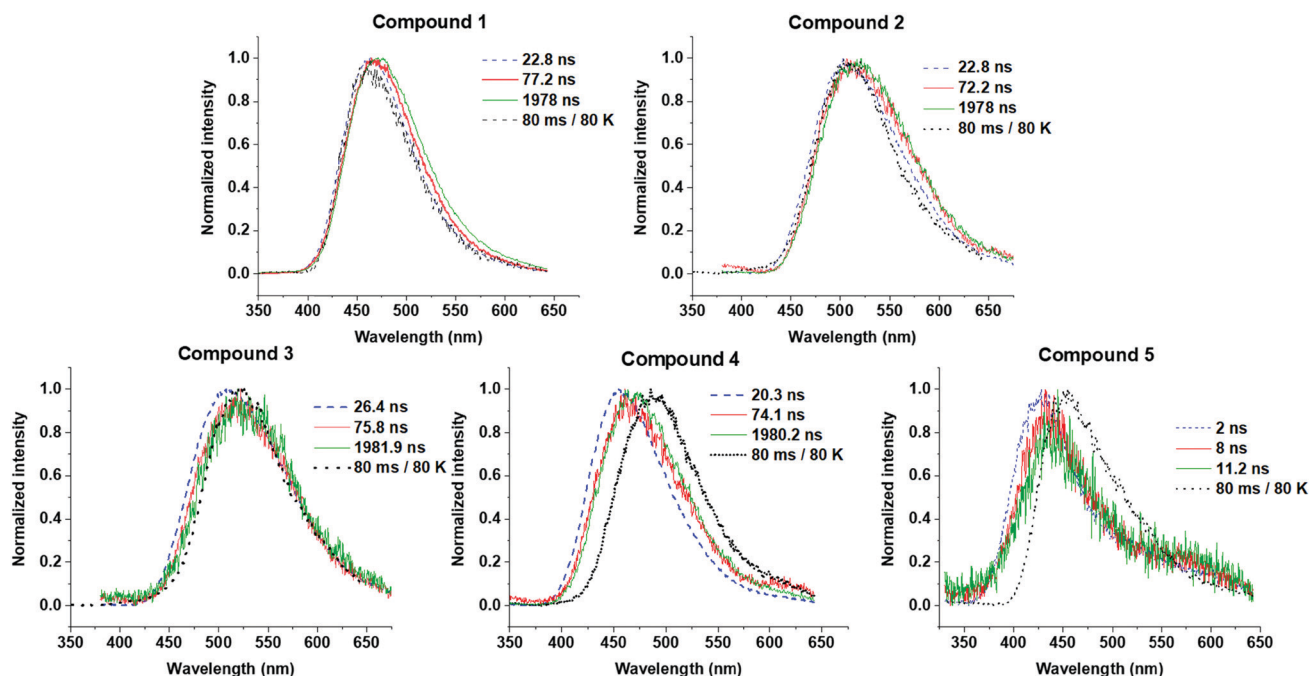 Compound 1
Normalized intensity
1.0
0.8
0.6
0.4
0.2
0.0
22.8 ns
77.2 ns
1978 ns
80 ms / 80 K
350 400 450 500 550 600 650
Wavelength (nm)
Compound 2
Normalized intensity
1.0
0.8
0.6
0.4
0.2
0.0
22.8 ns
72.2 ns
1978 ns
80 ms / 80 K
350 400 450 500 550 600 650
Wavelength (nm)
Compound 3
Normalized intensity
1.0
0.8
0.6
0.4
0.2
0.0
26.4 ns
75.8 ns
1981.9 ns
80 ms / 80 K
350 400 450 500 550 600 650
Wavelength (nm)
Compound 4
Normalized intensity
1.0
0.8
0.6
0.4
0.2
0.0
20.3 ns
74.1 ns
1980.2 ns
80 ms / 80 K
350 400 450 500 550 600 650
Wavelength (nm)
Compound 5
Normalized intensity
1.0
0.8
0.6
0.4
0.2
0.0
2 ns
8 ns
11.2 ns
80 ms / 80 K
350 400 450 500 550 600 650
Wavelength (nm)